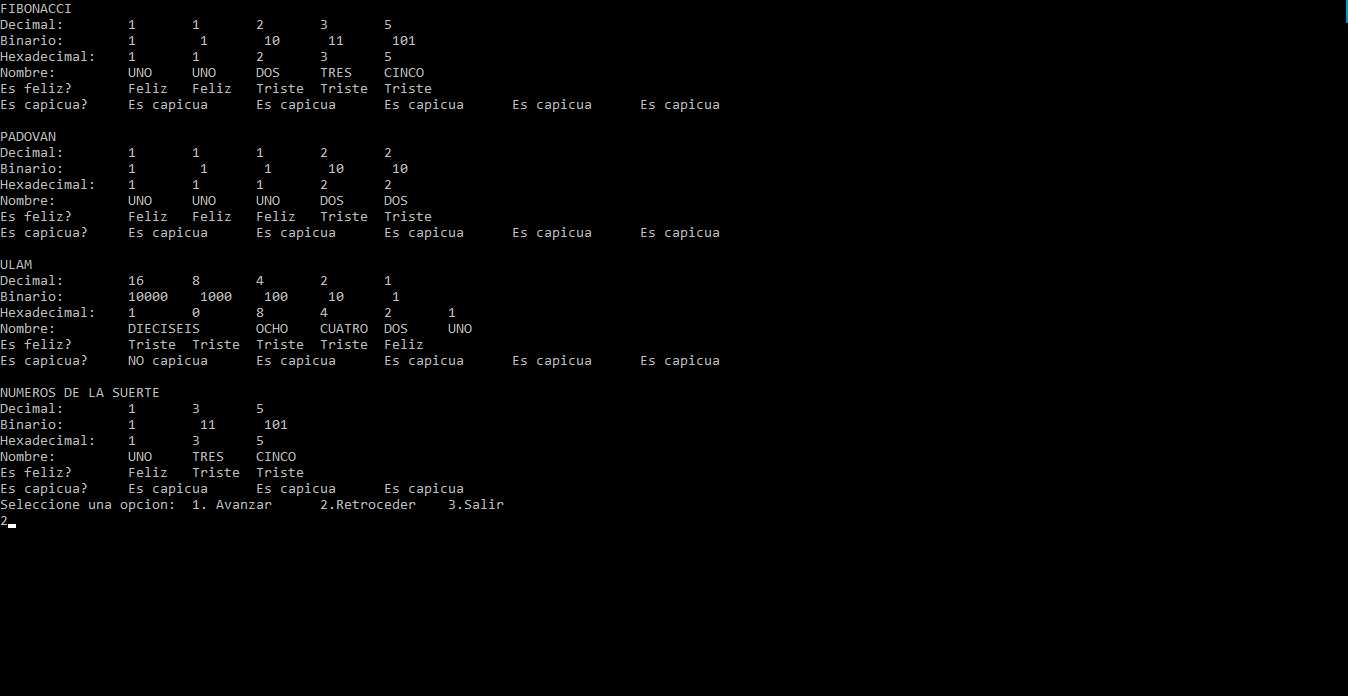 FIBONACCI
Decimal: 1 1 2 3 5
Binario: 1 1 10 11 101
Hexadecimal: 1 1 2 3 5
Nombre: UNO UNO DOS TRES CINCO
Es feliz? Feliz Feliz Triste Triste Triste
Es capicua? Es capicua Es capicua Es capicua Es capicua Es capicua
PADOVAN
Decimal: 1 1 1 2 2
Binario: 1 1 1 10 10
Hexadecimal: 1 1 1 2 2
Nombre: UNO UNO UNO DOS DOS
Es feliz? Feliz Feliz Feliz Triste Triste
Es capicua? Es capicua Es capicua Es capicua Es capicua Es capicua
ULAM
Decimal: 16 8 4 2 1
Binario: 10000 1000 100 10 1
Hexadecimal: 1 0 8 4 2 1
Nombre: DIECISEIS OCHO CUATRO DOS UNO
Es feliz? Triste Triste Triste Triste Feliz
Es capicua? NO capicua Es capicua Es capicua Es capicua Es capicua
NUMEROS DE LA SUERTE
Decimal: 1 3 5
Binario: 1 11 101
Hexadecimal: 1 3 5
Nombre: UNO TRES CINCO
Es feliz? Feliz Triste Triste
Es capicua? Es capicua Es capicua Es capicua
Seleccione una opcion: 1. Avanzar 2.Retroceder 3.Salir
2